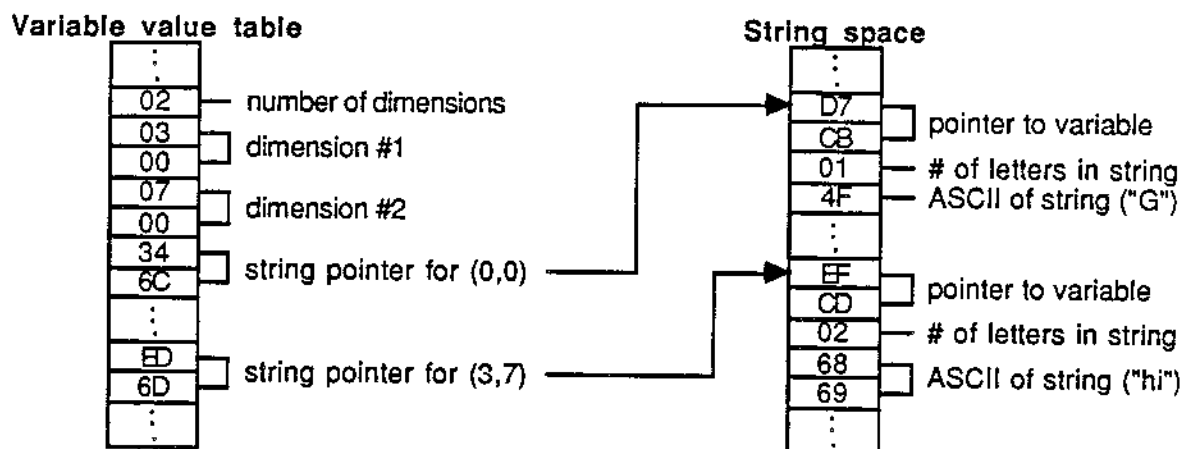 Variable value table
02
number of dimensions
03
00
dimension #1
07
00
dimension #2
34
6C
string pointer for (0,0)
ED
6D
string pointer for (3,7)
String space
D7
CB
pointer to variable
01
# of letters in string
4F
ASCII of string ("G")
EF
CD
pointer to variable
02
# of letters in string
68
69
ASCII of string ("hi")